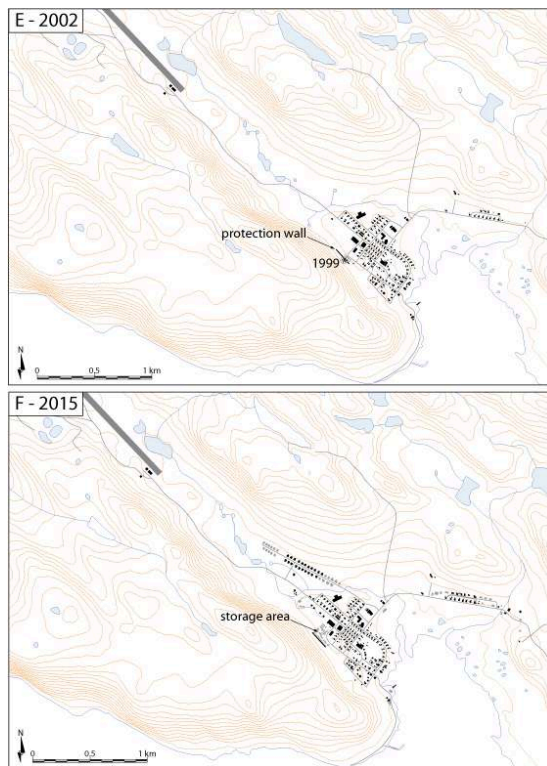 E - 2002
protection wall
1999
N
0 0,5 1 km
F - 2015
storage area
N
0 0,5 1 km